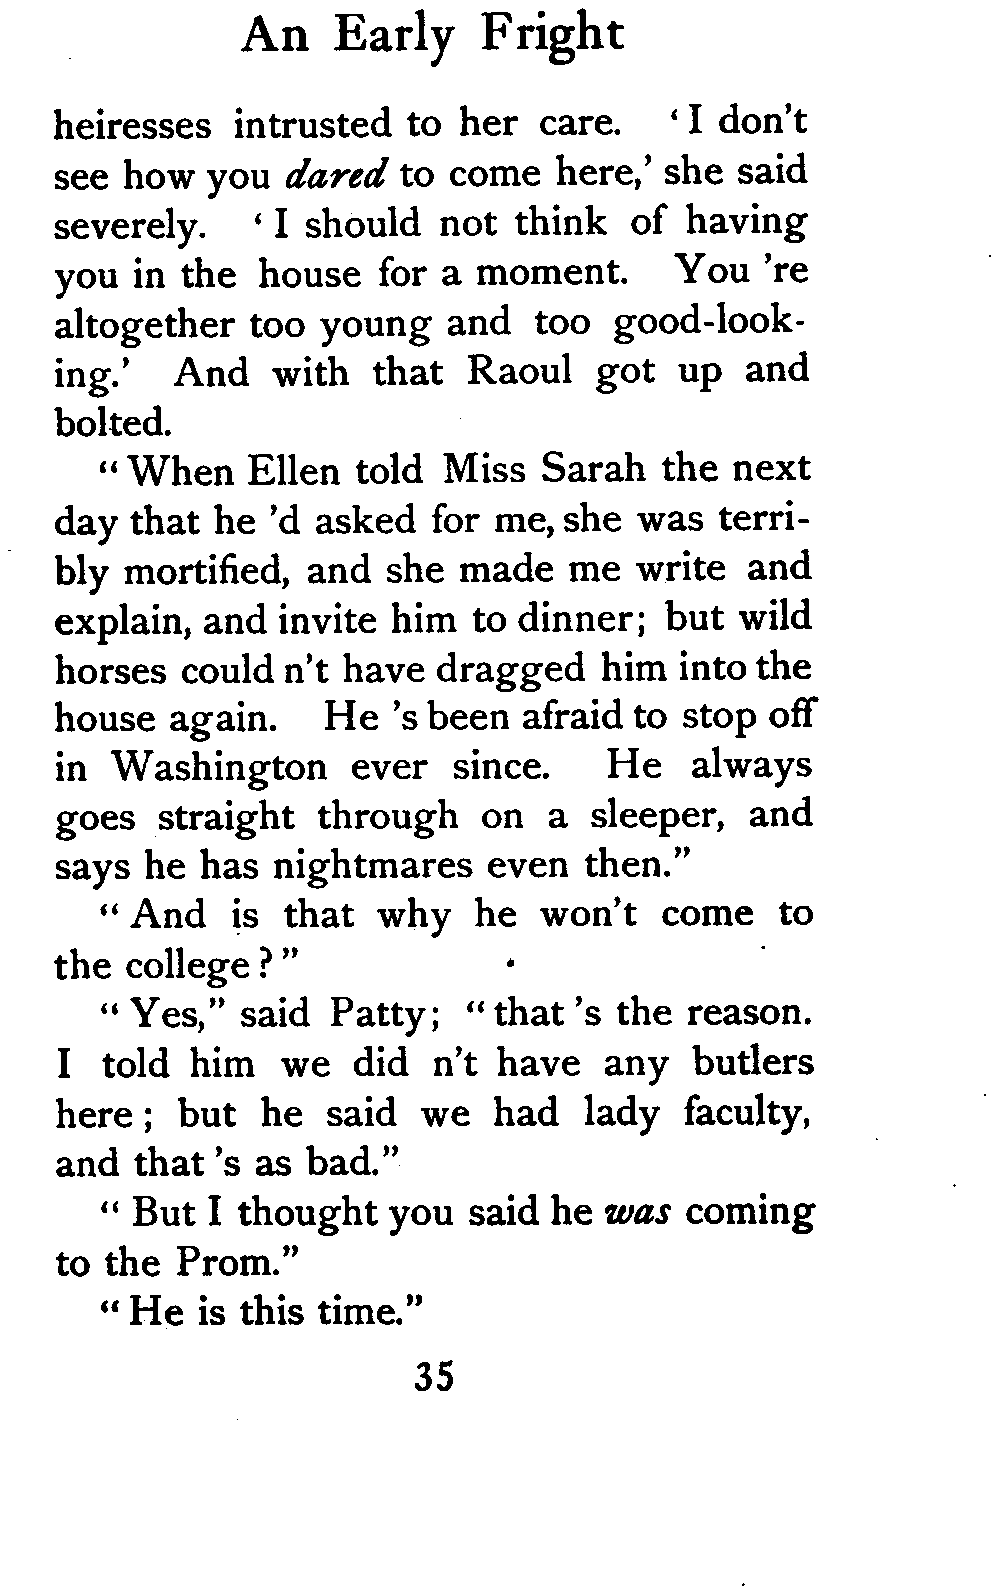 An Early Fright
heiresses intrusted to her care. ‘I don’t
see how you dared to come here,’ she said
severely. ‘I should not think of having
you in the house for a moment. You ’re
altogether too young and too good-look-
ing.’ And with that Raoul got up and
bolted.
“When Ellen told Miss Sarah the next
day that he ’d asked for me, she was terri-
bly mortified, and she made me write and
explain, and invite him to dinner; but wild
horses could n’t have dragged him into the
house again. He ’s been afraid to stop off
in Washington ever since. He always
goes straight through on a sleeper, and
says he has nightmares even then.”
“And is that why he won’t come to
the college?”
“Yes,” said Patty; “that ’s the reason.
I told him we did n’t have any butlers
here; but he said we had lady faculty,
and that ’s as bad.”
“But I thought you said he was coming
to the Prom.”
“He is this time.”
35